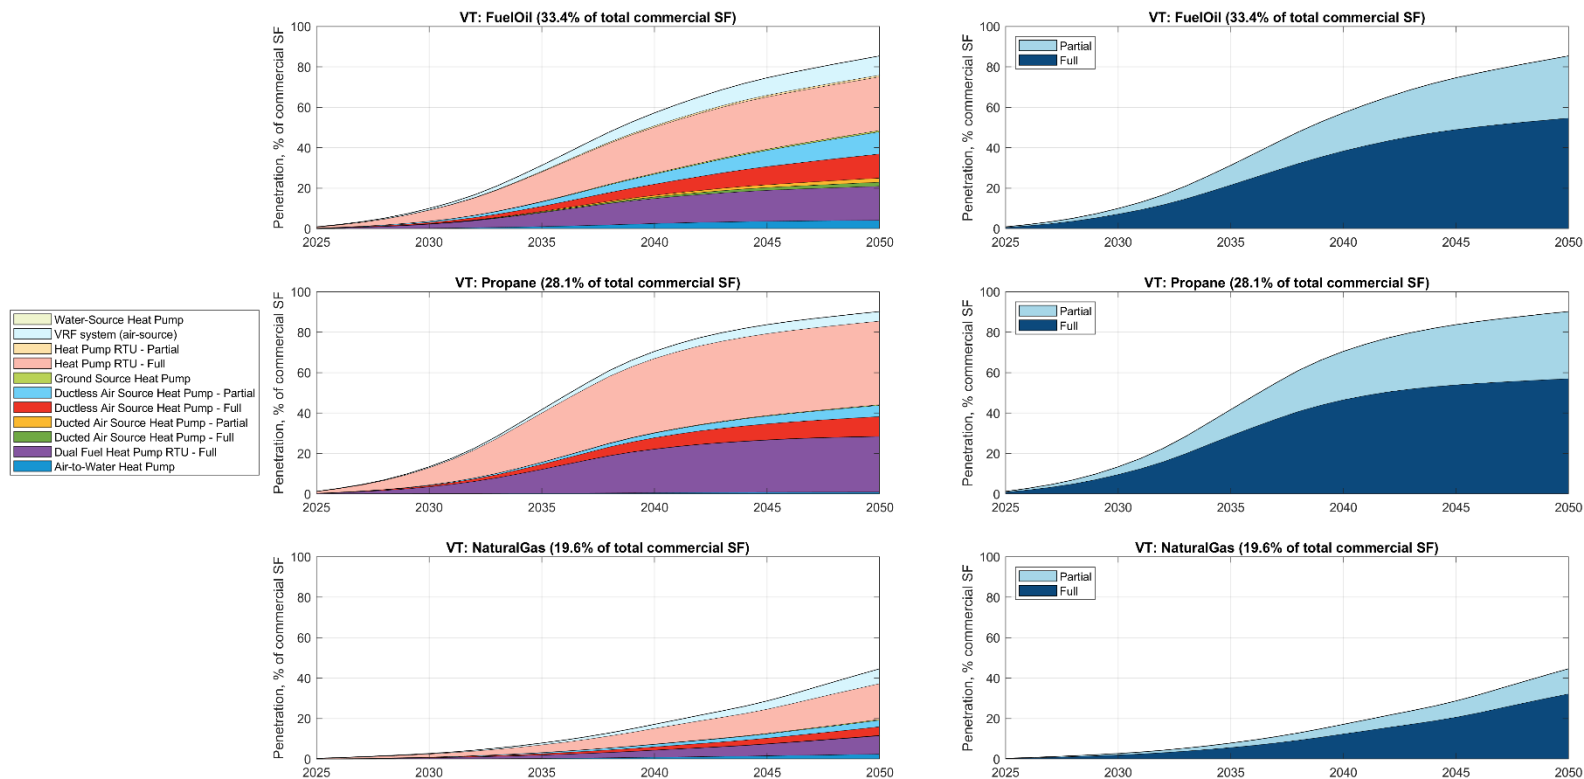 VT: FuelOil (33.4% of total commercial SF)
Penetration, % of commercial SF
100
80
60
40
20
0
2025 2030 2035 2040 2045 2050
VT: FuelOil (33.4% of total commercial SF)
Penetration, % commercial SF
100
80
60
40
20
0
Partial
Full
2025 2030 2035 2040 2045 2050
Water-Source Heat Pump
VRF system (air-source)
Heat Pump RTU - Partial
Heat Pump RTU - Full
Ground Source Heat Pump
Ductless Air Source Heat Pump - Partial
Ductless Air Source Heat Pump - Full
Ducted Air Source Heat Pump - Partial
Ducted Air Source Heat Pump - Full
Dual Fuel Heat Pump RTU - Full
Air-to-Water Heat Pump
VT: Propane (28.1% of total commercial SF)
Penetration, % of commercial SF
100
80
60
40
20
0
2025 2030 2035 2040 2045 2050
VT: Propane (28.1% of total commercial SF)
Penetration, % commercial SF
100
80
60
40
20
0
Partial
Full
2025 2030 2035 2040 2045 2050
VT: NaturalGas (19.6% of total commercial SF)
Penetration, % of commercial SF
100
80
60
40
20
0
2025 2030 2035 2040 2045 2050
VT: NaturalGas (19.6% of total commercial SF)
Penetration, % commercial SF
100
80
60
40
20
0
Partial
Full
2025 2030 2035 2040 2045 2050